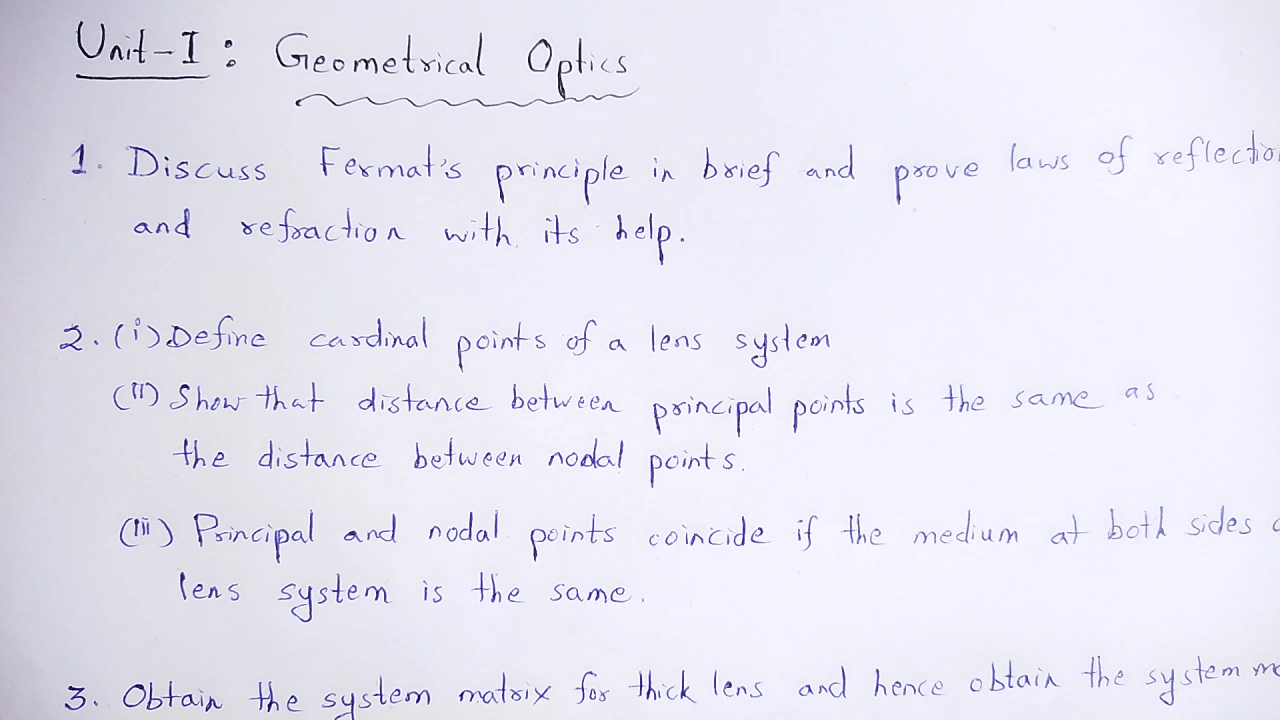 Unit-I: Geometrical Optics
1. Discuss Fermat's principle in brief and prove laws of reflectio
and refraction with its help.
2. (i) Define cardinal points of a lens system
(ii) Show that distance between principal points is the same as
the distance between nodal points.
(iii) Principal and nodal points coincide if the medium at both sides
lens system is the same.
3. Obtain the system matrix for thick lens and hence obtain the system